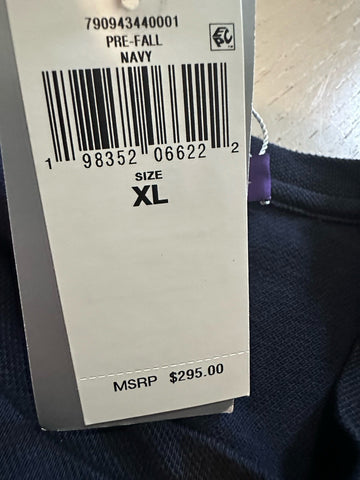 790943440001
PRE-FALL
NAVY
1 98352 06622 2
SIZE
XL
MSRP $295.00